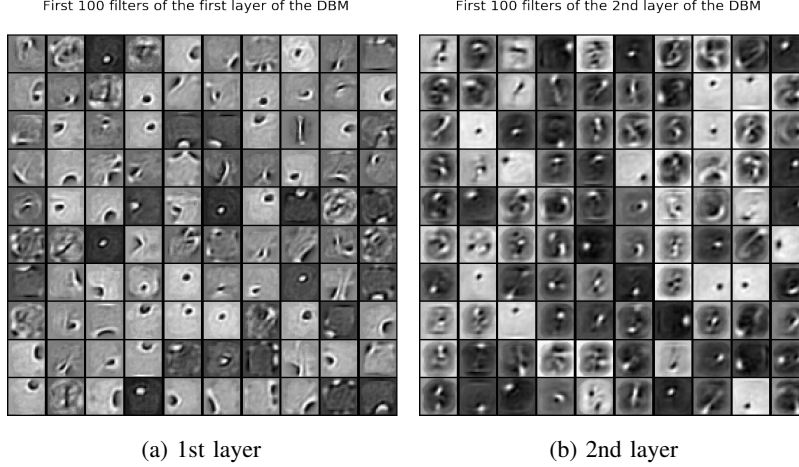 First 100 filters of the first layer of the DBM
First 100 filters of the 2nd layer of the DBM
(a) 1st layer
(b) 2nd layer